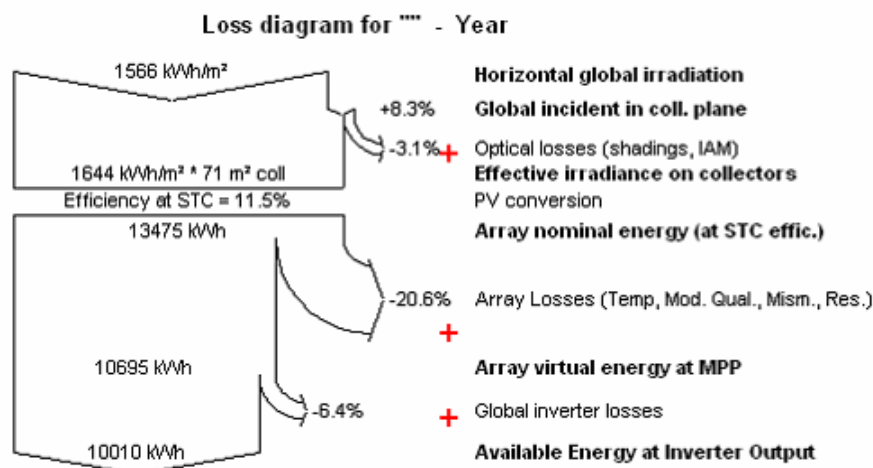 Loss diagram for """ - Year
1566 kWh/m² Horizontal global irradiation
+8.3% Global incident in coll. plane
-3.1% + Optical losses (shadings, IAM)
1644 kWh/m² * 71 m² coll Effective irradiance on collectors
Efficiency at STC = 11.5% PV conversion
13475 kWh Array nominal energy (at STC effic.)
-20.6% Array Losses (Temp, Mod. Qual., Mism., Res.)
+
10695 kWh Array virtual energy at MPP
-6.4% + Global inverter losses
10010 kWh Available Energy at Inverter Output